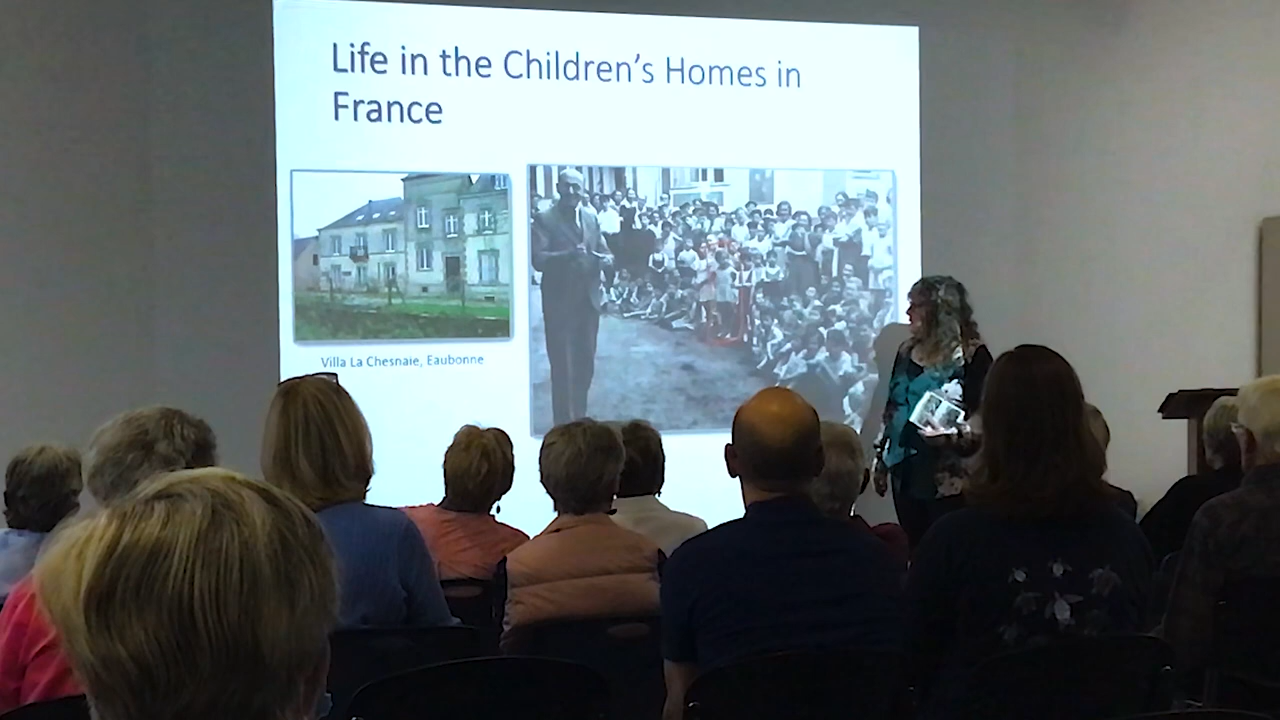 Life in the Children’s Homes in
France
Villa La Chesnaie, Eaubonne